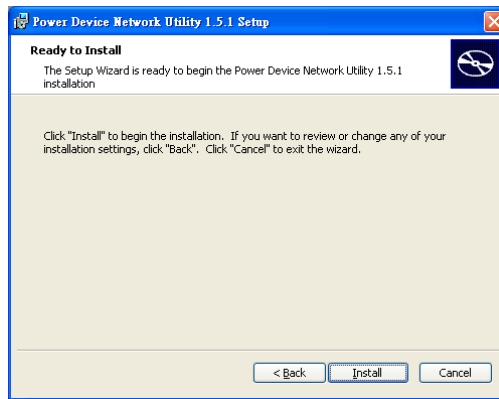 Power Device Network Utility 1.5.1 Setup
Ready to Install
The Setup Wizard is ready to begin the Power Device Network Utility 1.5.1
installation
Click "Install" to begin the installation.  If you want to review or change any of your
installation settings, click "Back".  Click "Cancel" to exit the wizard.
< Back Install Cancel